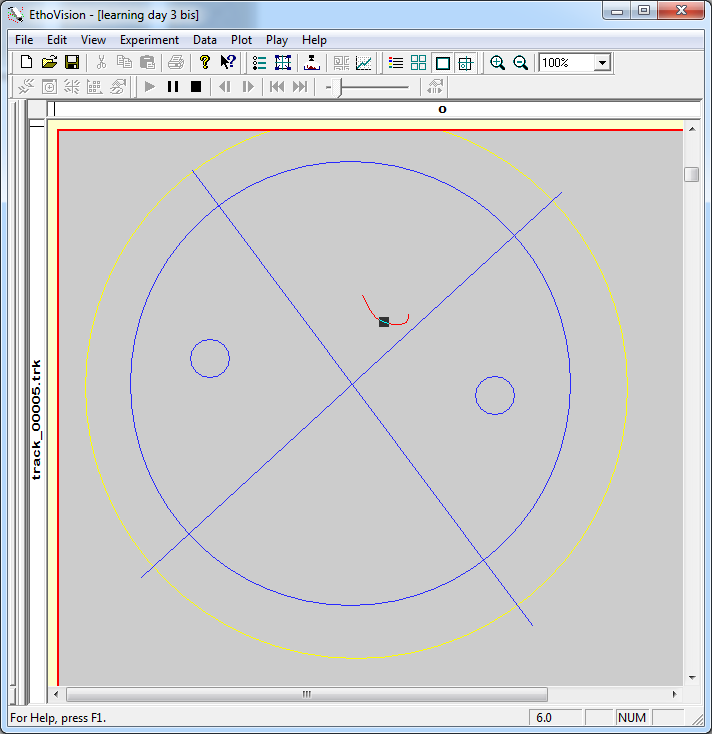 EthoVision - [learning day 3 bis]
File Edit View Experiment Data Plot Play Help
100%
o
track_00005.trk
For Help, press F1.
6.0
NUM